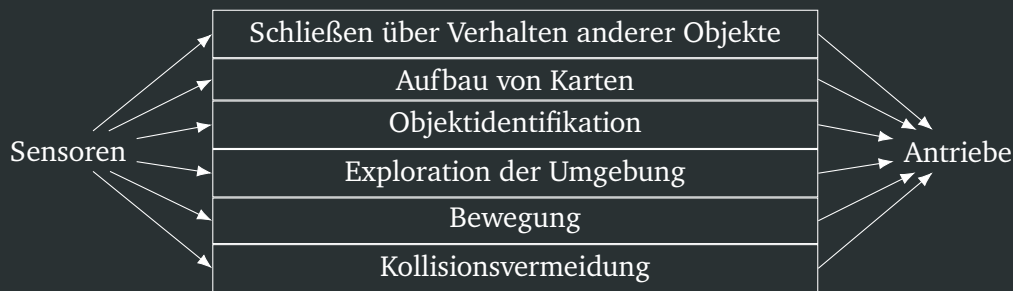 Schließen über Verhalten anderer Objekte
Aufbau von Karten
Objektidentifikation
Sensoren
Antriebe
Exploration der Umgebung
Bewegung
Kollisionsvermeidung